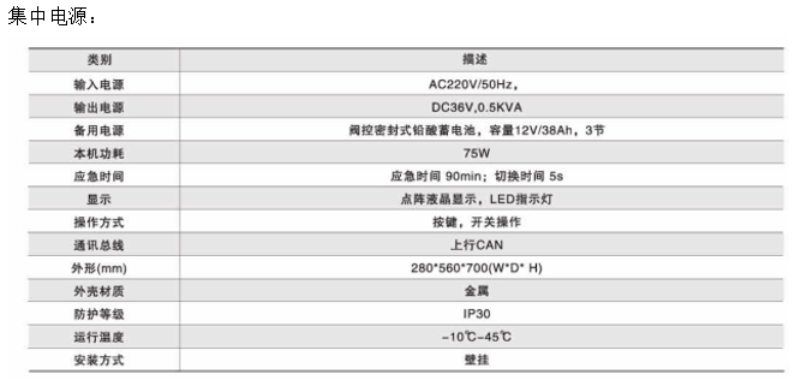 集中电源：
类别 描述
输入电源 AC220V/50Hz，
输出电源 DC36V,0.5KVA
备用电源 阀控密封式铅酸蓄电池，容量12V/38Ah，3节
本机功耗 75W
应急时间 应急时间 90min；切换时间 5s
显示 点阵液晶显示，LED指示灯
操作方式 按键，开关操作
通讯总线 上行CAN
外形(mm) 280*560*700(W*D* H)
外壳材质 金属
防护等级 IP30
运行温度 -10℃-45℃
安装方式 壁挂